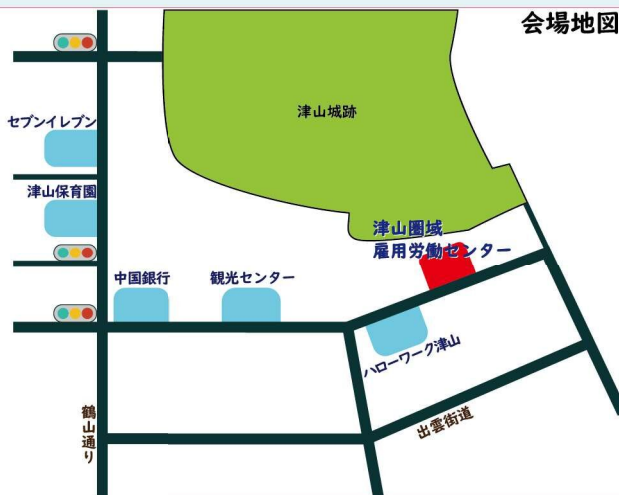 会場地図
津山城跡
セブンイレブン
津山保育園
津山圏域
雇用労働センター
中国銀行
観光センター
ハローワーク津山
鶴山通り
出雲街道